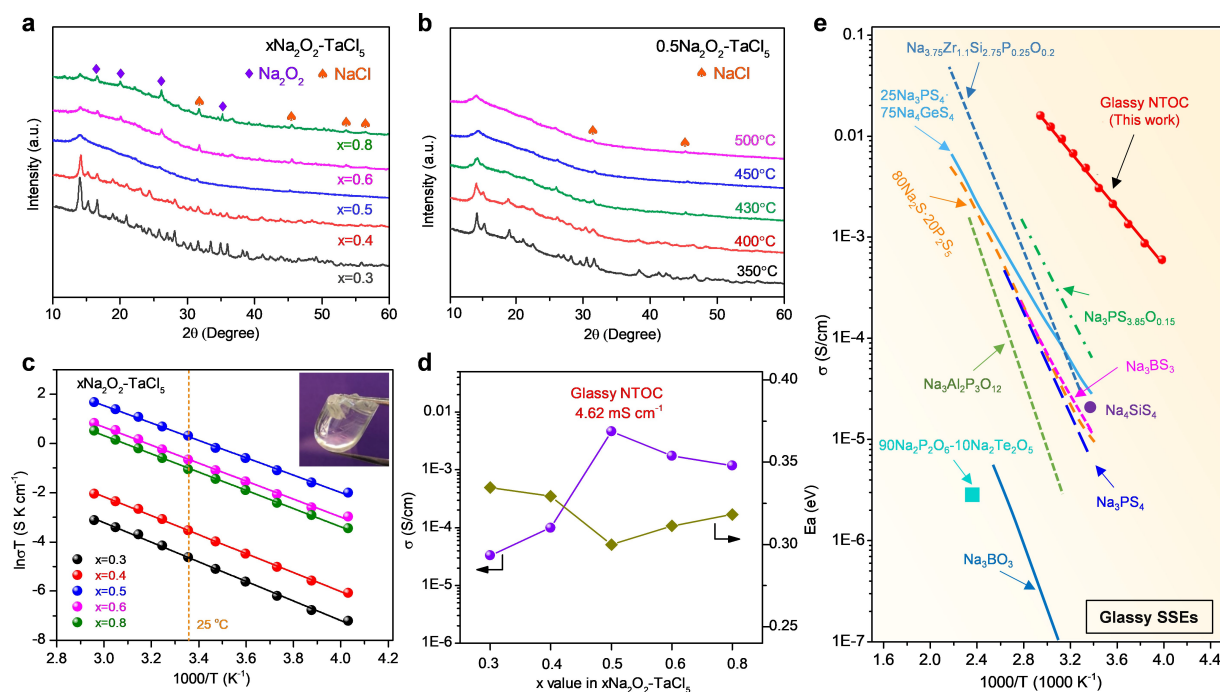 a
xNa₂O₂-TaCl₅
Na₂O₂
NaCl
x=0.8
x=0.6
x=0.5
x=0.4
x=0.3
Intensity (a.u.)
10 20 30 40 50 60
2θ (Degree)
b
0.5Na₂O₂-TaCl₅
NaCl
500°C
450°C
430°C
400°C
350°C
Intensity (a.u.)
10 20 30 40 50 60
2θ (Degree)
c
xNa₂O₂-TaCl₅
x=0.3
x=0.4
x=0.5
x=0.6
x=0.8
25 °C
lnσT (S K cm⁻¹)
2
0
-2
-4
-6
-8
2.8 3.0 3.2 3.4 3.6 3.8 4.0 4.2
1000/T (K⁻¹)
d
Glassy NTOC
4.62 mS cm⁻¹
σ (S/cm)
0.01
1E-3
1E-4
1E-5
1E-6
Ea (eV)
0.40
0.35
0.30
0.25
0.3 0.4 0.5 0.6 0.8
x value in xNa₂O₂-TaCl₅
e
Na₃.₇₅Zr₁.₁Si₂.₇₅P₀.₂₅O₀.₂
25Na₃PS₄·
75Na₄GeS₄
Glassy NTOC
(This work)
80Na₂S·20P₂S₅
Na₃PS₃.₈₅O₀.₁₅
Na₃Al₂P₃O₁₂
Na₃BS₃
Na₄SiS₄
90Na₂P₂O₆-10Na₂Te₂O₅
Na₃PS₄
Na₃BO₃
Glassy SSEs
σ (S/cm)
0.1
0.01
1E-3
1E-4
1E-5
1E-6
1E-7
1.6 2.2 2.8 3.4 4.0
1000/T (1000 K⁻¹)